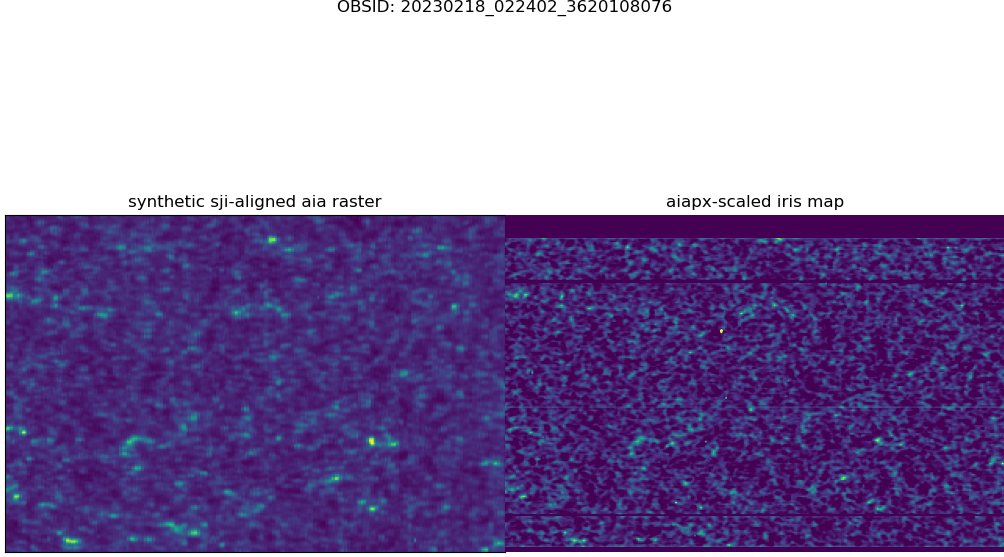 OBSID: 20230218_022402_3620108076
synthetic sji-aligned aia raster
aiapx-scaled iris map